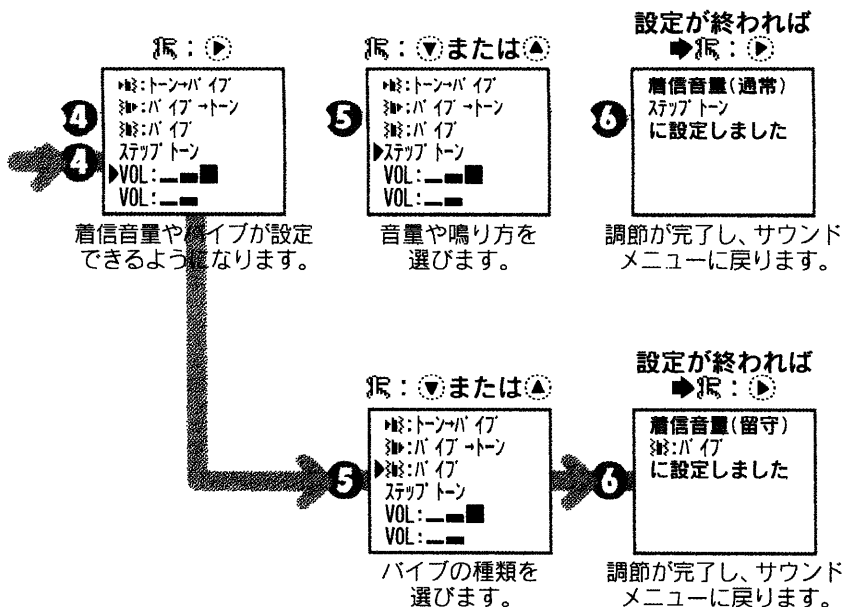 設定が終われば
：▶
：▼または▲
➡：▶
4
4
：トーン→バイブ
：バイブ→トーン
：バイブ
ステップトーン
▶VOL：
VOL：
着信音量やバイブが設定
できるようになります。
5
：トーン→バイブ
：バイブ→トーン
：バイブ
▶ステップトーン
VOL：
VOL：
音量や鳴り方を
選びます。
6
着信音量(通常)
ステップトーン
に設定しました
調節が完了し、サウンド
メニューに戻ります。
設定が終われば
：▼または▲
➡：▶
5
：トーン→バイブ
：バイブ→トーン
▶：バイブ
ステップトーン
VOL：
VOL：
バイブの種類を
選びます。
6
着信音量(留守)
：バイブ
に設定しました
調節が完了し、サウンド
メニューに戻ります。